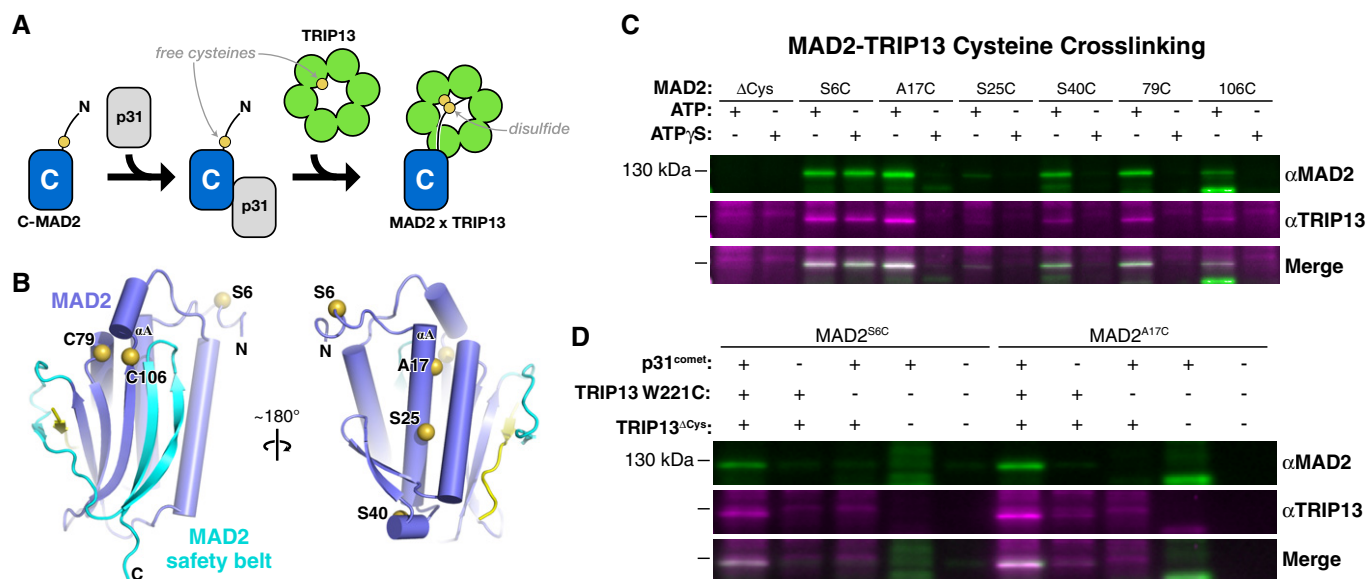 A
free cysteines
TRIP13
N
p31
N
disulfide
C
C
p31
C
C-MAD2
MAD2 x TRIP13
B
MAD2
S6
αA
N
C79
C106
~180°
MAD2
safety belt
C
S6
N
αA
A17
S25
S40
C
MAD2-TRIP13 Cysteine Crosslinking
MAD2: ΔCys S6C A17C S25C S40C 79C 106C
ATP: + - + - + - + - + - + - + -
ATPγS: - + - + - + - + - + - + - +
130 kDa
αMAD2
αTRIP13
Merge
D
MAD2S6C MAD2A17C
p31comet: + - + + - + - + + -
TRIP13 W221C + + - - - + + - - -
TRIP13ΔCys: + + + - - + + + - -
130 kDa
αMAD2
αTRIP13
Merge